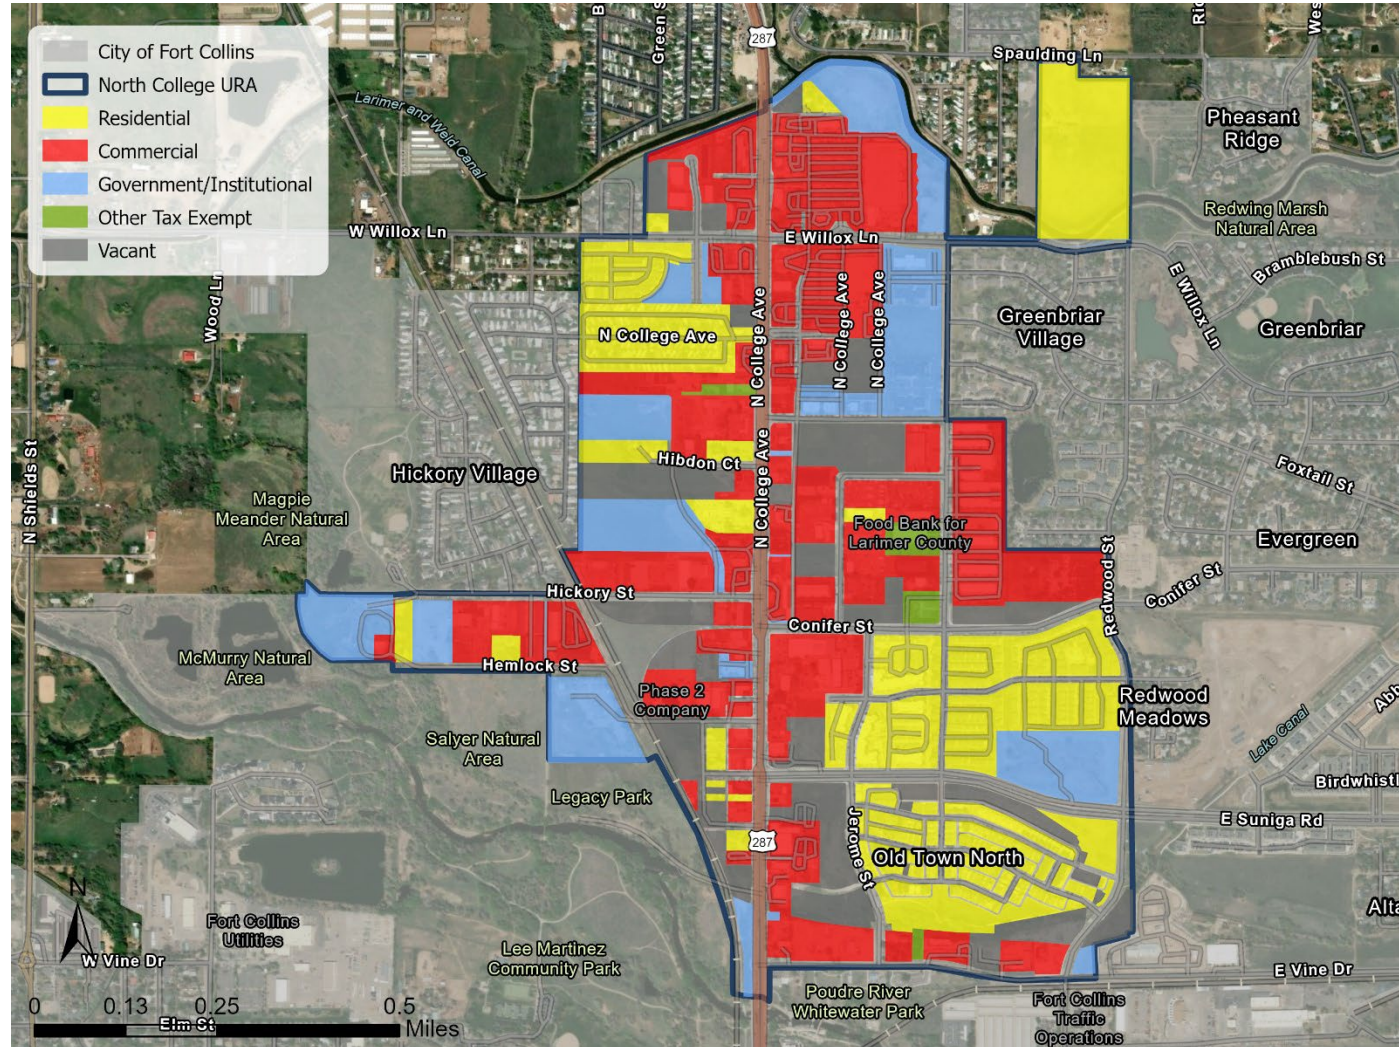 B
Green S
287
Spaulding Ln
Ric
Wes
City of Fort Collins
North College URA
Residential
Commercial
Government/Institutional
Other Tax Exempt
Vacant
Larimer and Weld Canal
Pheasant
Ridge
Redwing Marsh
Natural Area
W Willox Ln
E Willox Ln
Bramblebush St
E Willox Ln
Wood Ln
Greenbriar
Village
Greenbriar
N College Ave
N College Ave
N College Ave
N College Ave
N Shields St
Hickory Village
Hibdon Ct
N College Ave
Foxtail St
Magpie
Meander Natural
Area
Food Bank for
Larimer County
Evergreen
Redwood St
Conifer St
Hickory St
Conifer St
McMurry Natural
Area
Hemlock St
Phase 2
Company
Redwood
Meadows
Abb
Salyer Natural
Area
Lake Canal
Birdwhistl
Legacy Park
E Suniga Rd
287
Jerome St
Old Town North
Alta
N
Fort Collins
Utilities
W Vine Dr
Lee Martinez
Community Park
E Vine Dr
Poudre River
Whitewater Park
Fort Collins
Traffic
Operations
0 0.13 0.25 0.5
Miles
Elm St